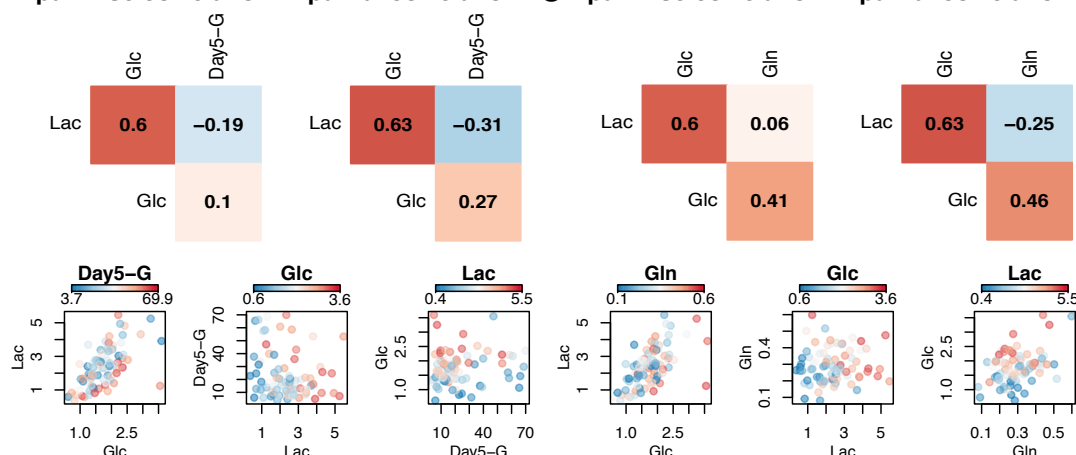 Glc Day5−G
Lac 0.6 −0.19
Glc 0.1
Glc Day5−G
Lac 0.63 −0.31
Glc 0.27
Glc Gln
Lac 0.6 0.06
Glc 0.41
Glc Gln
Lac 0.63 −0.25
Glc 0.46
Day5−G
3.7 69.9
Lac
5
3
1
1.0 2.5
Glc
Glc
0.6 3.6
Day5−G
70
40
10
1 3 5
Lac
Lac
0.4 5.5
Glc
2.5
1.0
10 40 70
Day5−G
Gln
0.1 0.6
Lac
5
3
1
1.0 2.5
Glc
Glc
0.6 3.6
Gln
0.4
0.1
1 3 5
Lac
Lac
0.4 5.5
Glc
2.5
1.0
0.1 0.3 0.5
Gln